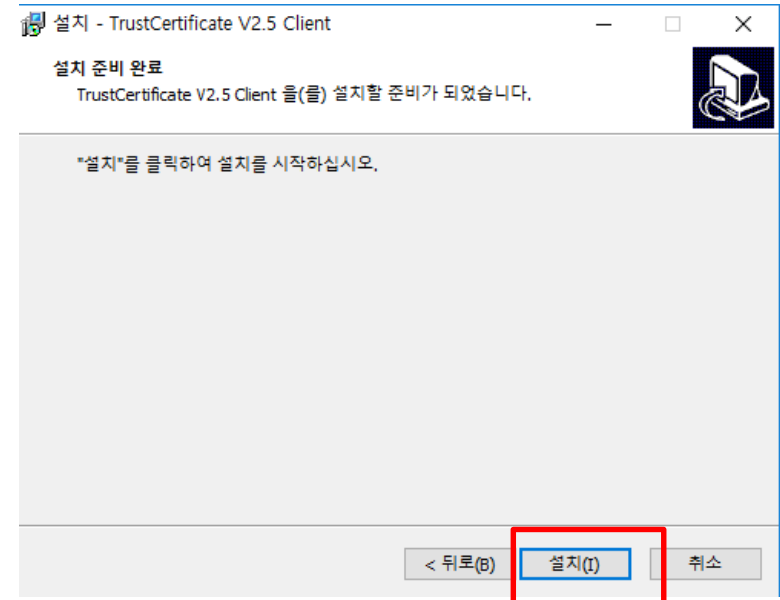 설치 - TrustCertificate V2.5 Client
설치 준비 완료
TrustCertificate V2.5 Client 을(를) 설치할 준비가 되었습니다.
"설치"를 클릭하여 설치를 시작하십시오.
< 뒤로(B) 설치(I) 취소